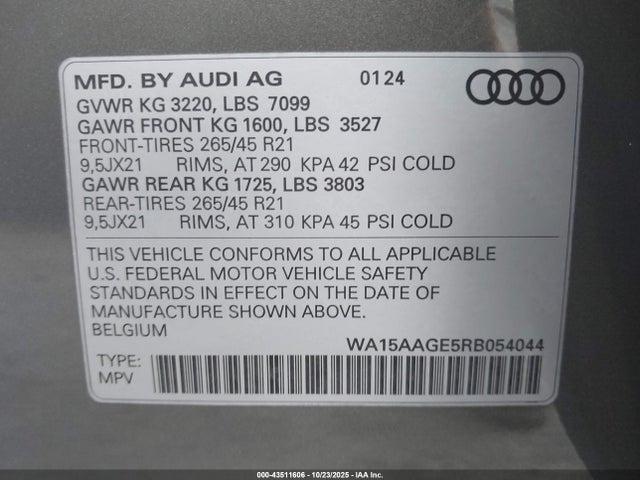 MFD. BY AUDI AG 0124
GVWR KG 3220, LBS 7099
GAWR FRONT KG 1600, LBS 3527
FRONT-TIRES 265/45 R21
9,5JX21 RIMS, AT 290 KPA 42 PSI COLD
GAWR REAR KG 1725, LBS 3803
REAR-TIRES 265/45 R21
9,5JX21 RIMS, AT 310 KPA 45 PSI COLD
THIS VEHICLE CONFORMS TO ALL APPLICABLE
U.S. FEDERAL MOTOR VEHICLE SAFETY
STANDARDS IN EFFECT ON THE DATE OF
MANUFACTURE SHOWN ABOVE.
BELGIUM WA15AAGE5RB054044
TYPE:
MPV
000-43511606 - 10/23/2025 - IAA Inc.